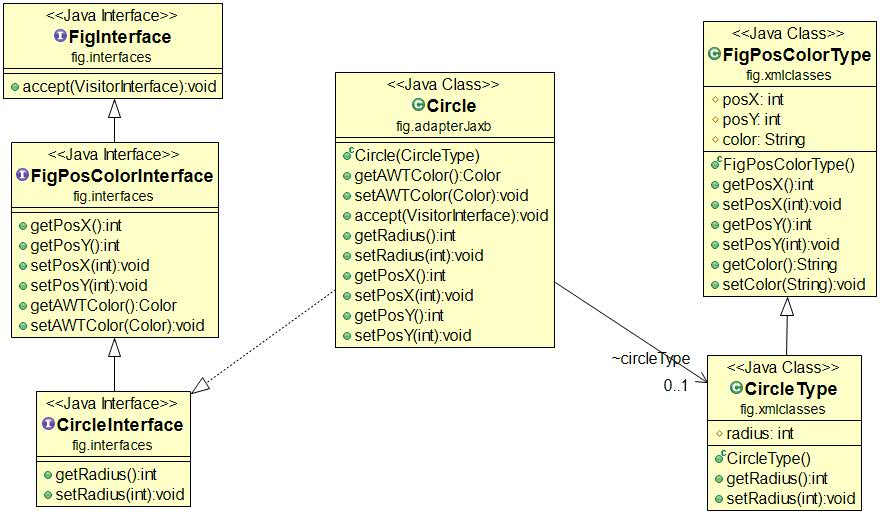 <<Java Interface>>
FigInterface
fig.interfaces
accept(VisitorInterface):void
<<Java Interface>>
FigPosColorInterface
fig.interfaces
getPosX():int
getPosY():int
setPosX(int):void
setPosY(int):void
getAWTColor():Color
setAWTColor(Color):void
<<Java Interface>>
CircleInterface
fig.interfaces
getRadius():int
setRadius(int):void
<<Java Class>>
Circle
fig.adapterJaxb
Circle(CircleType)
getAWTColor():Color
setAWTColor(Color):void
accept(VisitorInterface):void
getRadius():int
setRadius(int):void
getPosX():int
setPosX(int):void
getPosY():int
setPosY(int):void
~circleType
0..1
<<Java Class>>
FigPosColorType
fig.xmlclasses
posX: int
posY: int
color: String
FigPosColorType()
getPosX():int
setPosX(int):void
getPosY():int
setPosY(int):void
getColor():String
setColor(String):void
<<Java Class>>
CircleType
fig.xmlclasses
radius: int
CircleType()
getRadius():int
setRadius(int):void